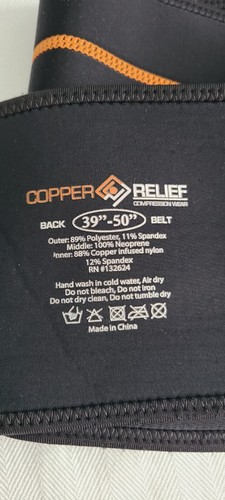 COPPER RELIEF
COMPRESSION WEAR
BACK 39"-50" BELT
Outer: 89% Polyester, 11% Spandex
Middle: 100% Neoprene
Inner: 88% Copper infused nylon
12% Spandex
RN #132624
Hand wash in cold water, Air dry
Do not bleach, Do not iron
Do not dry clean, Do not tumble dry
Made in China